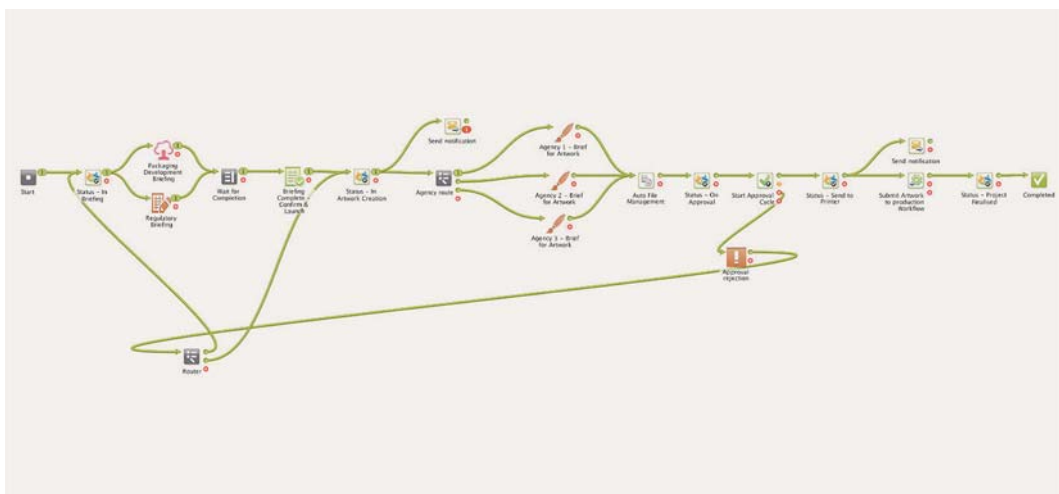 Start
Status - In
Briefing
Packaging
Development
Briefing
Regulatory
Briefing
Wait for
Completion
Briefing
Complete -
Confirm &
Launch
Status - In
Artwork Creation
Send notification
Agency route
Agency 1 - Brief
for Artwork
Agency 2 - Brief
for Artwork
Agency 3 - Brief
for Artwork
Auto File
Management
Status - On
Approval
Start Approval
Cycle
Approval
rejection
Router
Status - Send to
Printer
Send notification
Submit Artwork
to production
Workflow
Status - Project
Finalised
Completed